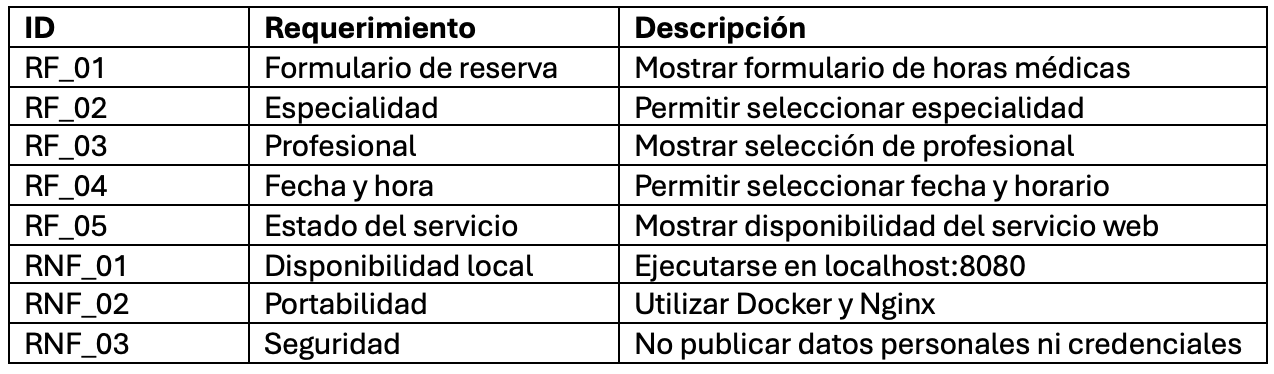 ID Requerimiento Descripción
RF_01 Formulario de reserva Mostrar formulario de horas médicas
RF_02 Especialidad Permitir seleccionar especialidad
RF_03 Profesional Mostrar selección de profesional
RF_04 Fecha y hora Permitir seleccionar fecha y horario
RF_05 Estado del servicio Mostrar disponibilidad del servicio web
RNF_01 Disponibilidad local Ejecutarse en localhost:8080
RNF_02 Portabilidad Utilizar Docker y Nginx
RNF_03 Seguridad No publicar datos personales ni credenciales